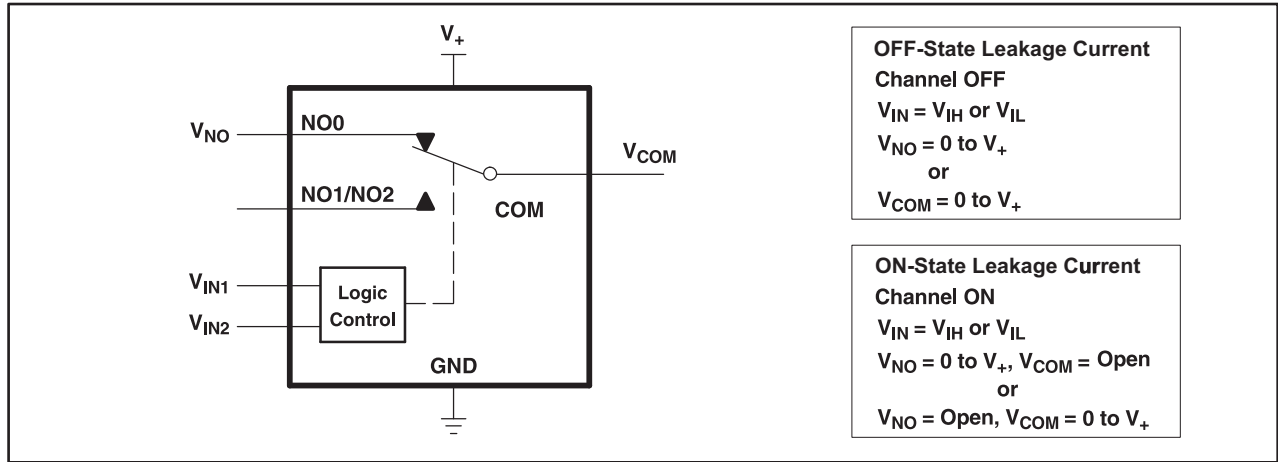 V+
VNO
NO0
VCOM
NO1/NO2
COM
VIN1
Logic
Control
VIN2
GND
OFF-State Leakage Current
Channel OFF
VIN = VIH or VIL
VNO = 0 to V+
or
VCOM = 0 to V+
ON-State Leakage Current
Channel ON
VIN = VIH or VIL
VNO = 0 to V+, VCOM = Open
or
VNO = Open, VCOM = 0 to V+